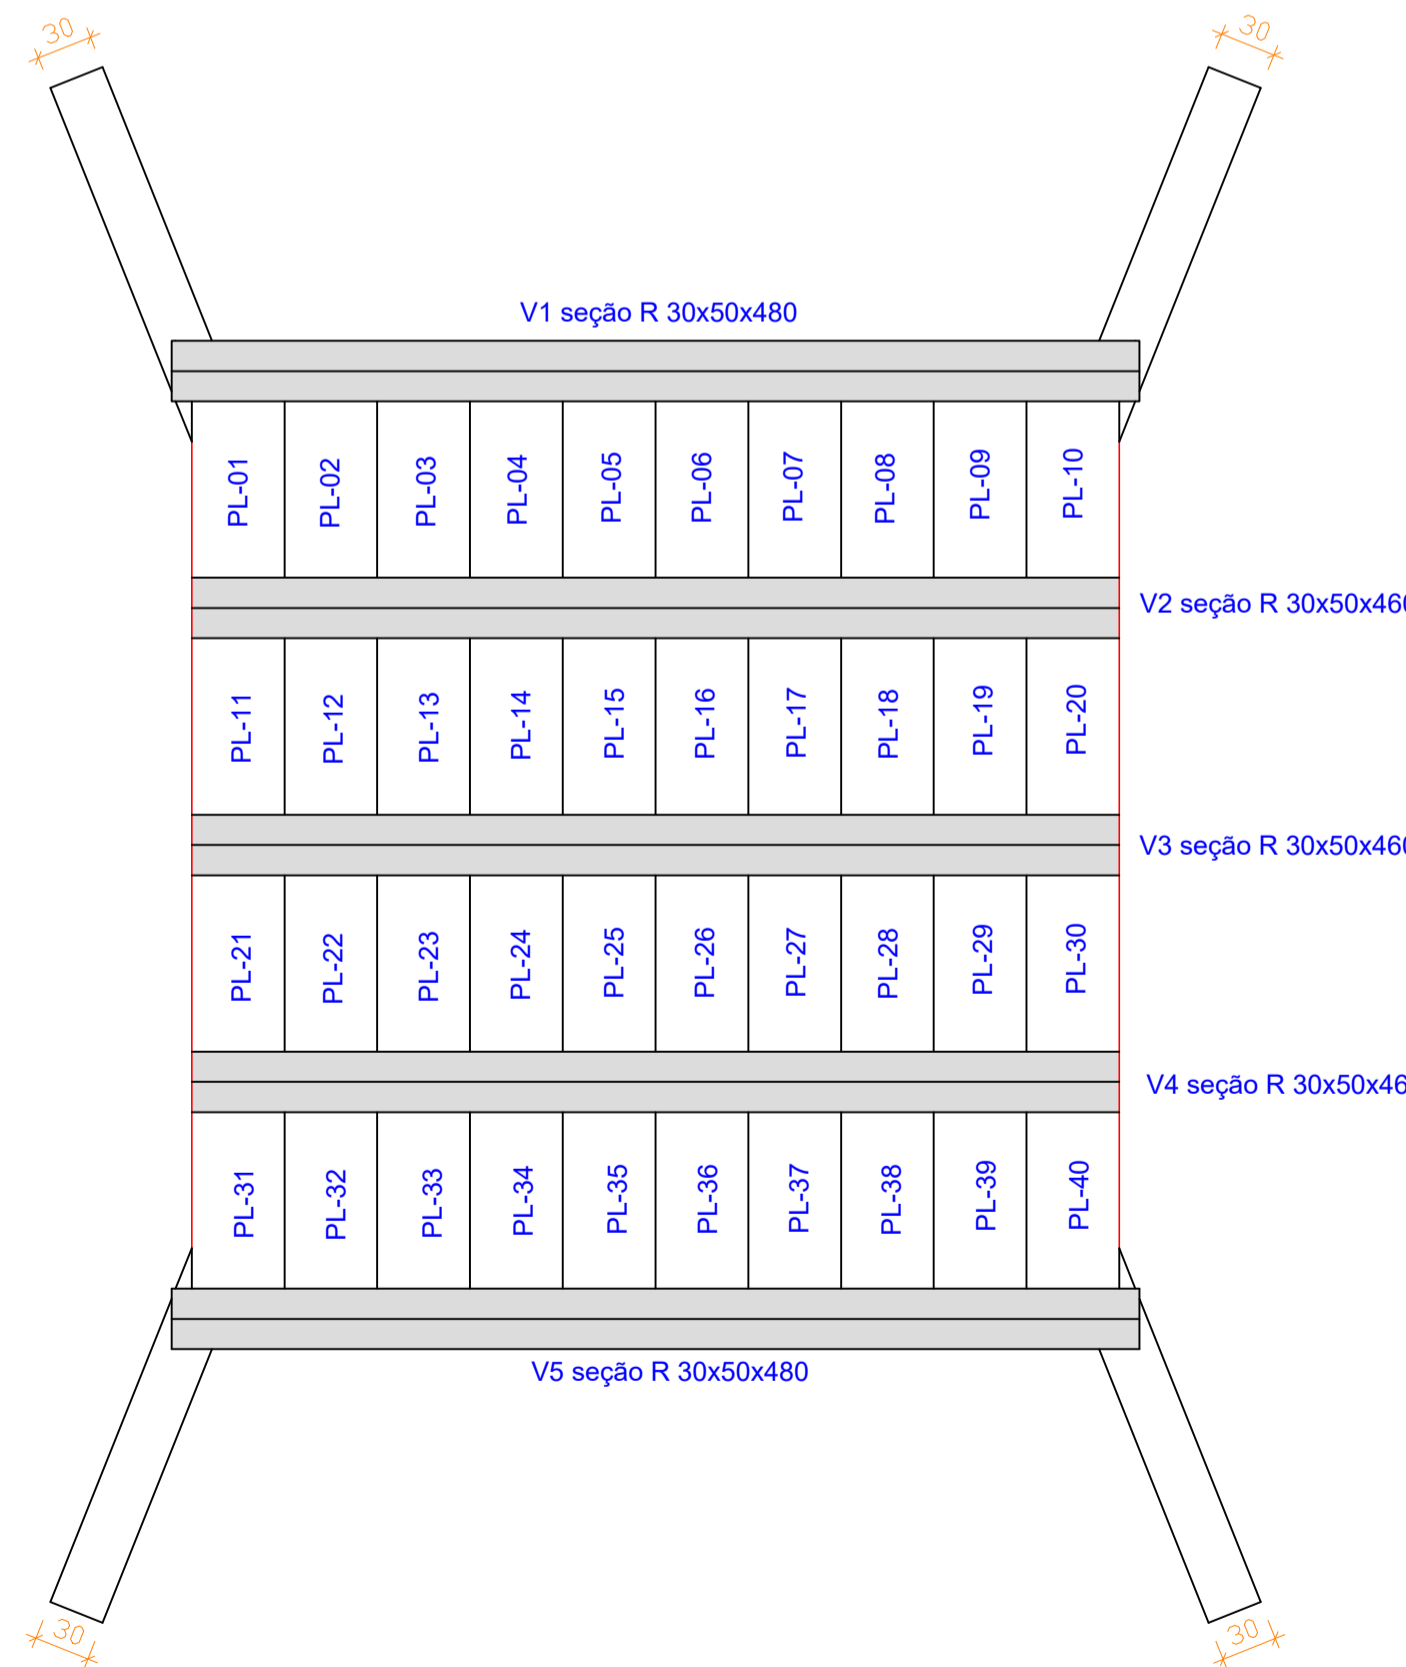 30
30
V1 seção R 30x50x480
PL-01 PL-02 PL-03 PL-04 PL-05 PL-06 PL-07 PL-08 PL-09 PL-10
V2 seção R 30x50x460
PL-11 PL-12 PL-13 PL-14 PL-15 PL-16 PL-17 PL-18 PL-19 PL-20
V3 seção R 30x50x460
PL-21 PL-22 PL-23 PL-24 PL-25 PL-26 PL-27 PL-28 PL-29 PL-30
V4 seção R 30x50x46
PL-31 PL-32 PL-33 PL-34 PL-35 PL-36 PL-37 PL-38 PL-39 PL-40
V5 seção R 30x50x480
30
30